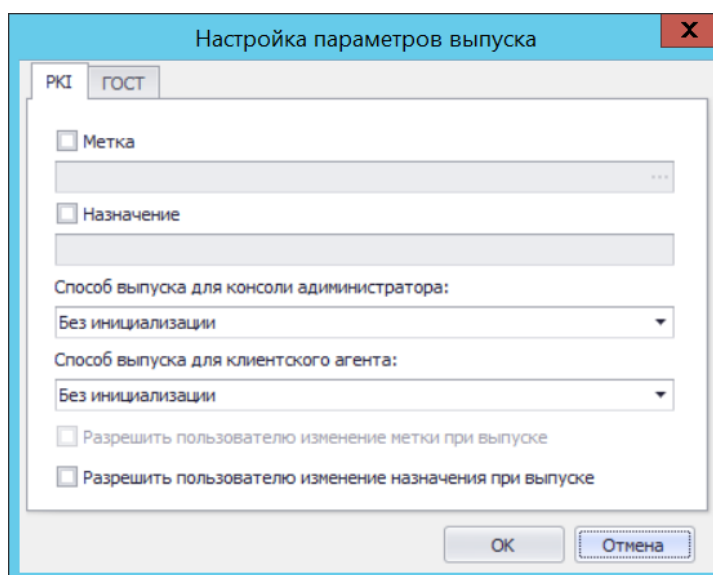 Настройка параметров выпуска
X
PKI ГОСТ
Метка
...
Назначение
Способ выпуска для консоли адиминистратора:
Без инициализации
Способ выпуска для клиентского агента:
Без инициализации
Разрешить пользователю изменение метки при выпуске
Разрешить пользователю изменение назначения при выпуске
OK Отмена